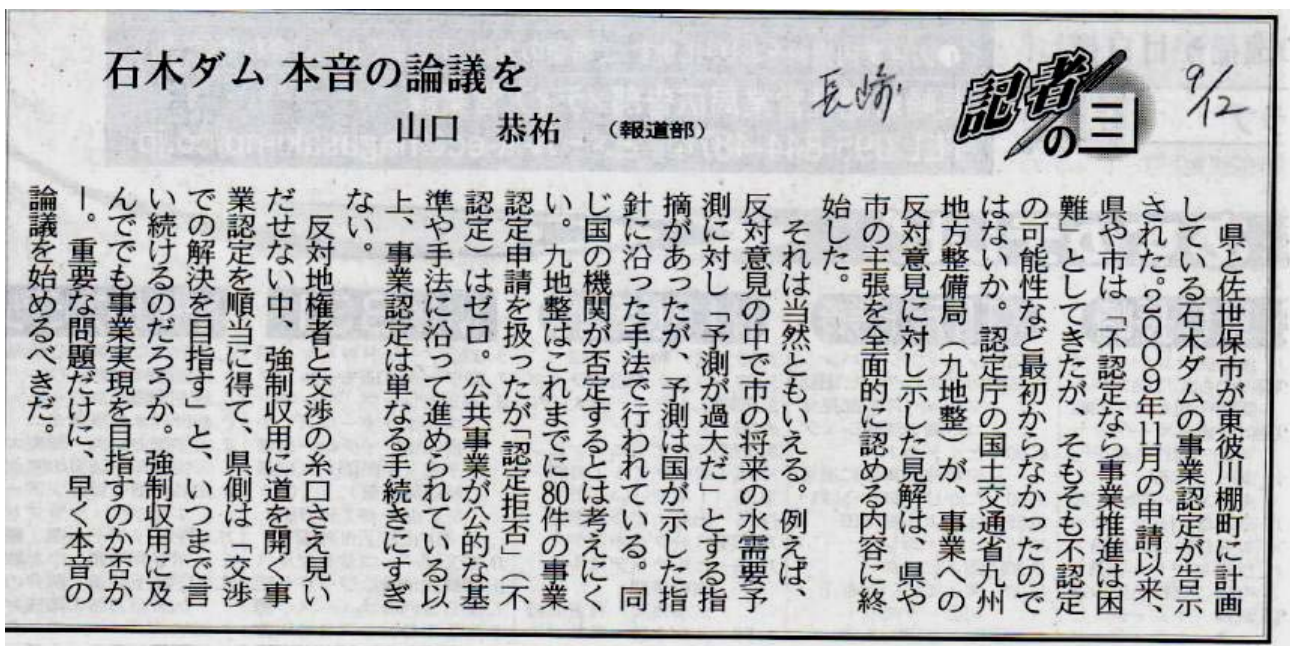 9/12
記者の三
長崎
石木ダム 本音の論議を
山口 恭祐 (報道部)
県と佐世保市が東彼川棚町に計画
している石木ダムの事業認定が告示
された。2009年11月の申請以来、
県や市は「不認定なら事業推進は困
難」としてきたが、そもそも不認定
の可能性など最初からなかったので
はないか。認定庁の国土交通省九州
地方整備局(九地整)が、事業への
反対意見に対し示した見解は、県や
市の主張を全面的に認める内容に終
始した。
それは当然ともいえる。例えば、
反対意見の中で市の将来の水需要予
測に対し「予測が過大だ」とする指
摘があったが、予測は国が示した指
針に沿った手法で行われている。同
じ国の機関が否定するとは考えにく
い。九地整はこれまでに80件の事業
認定申請を扱ったが「認定拒否」(不
認定)はゼロ。公共事業が公的な基
準や手法に沿って進められている以
上、事業認定は単なる手続きにすぎ
ない。
反対地権者と交渉の糸口さえ見い
だせない中、強制収用に道を開く事
業認定を順当に得て、県側は「交渉
での解決を目指す」と、いつまで言
い続けるのだろうか。強制収用に及
んででも事業実現を目指すのか否か
ー。重要な問題だけに、早く本音の
論議を始めるべきだ。